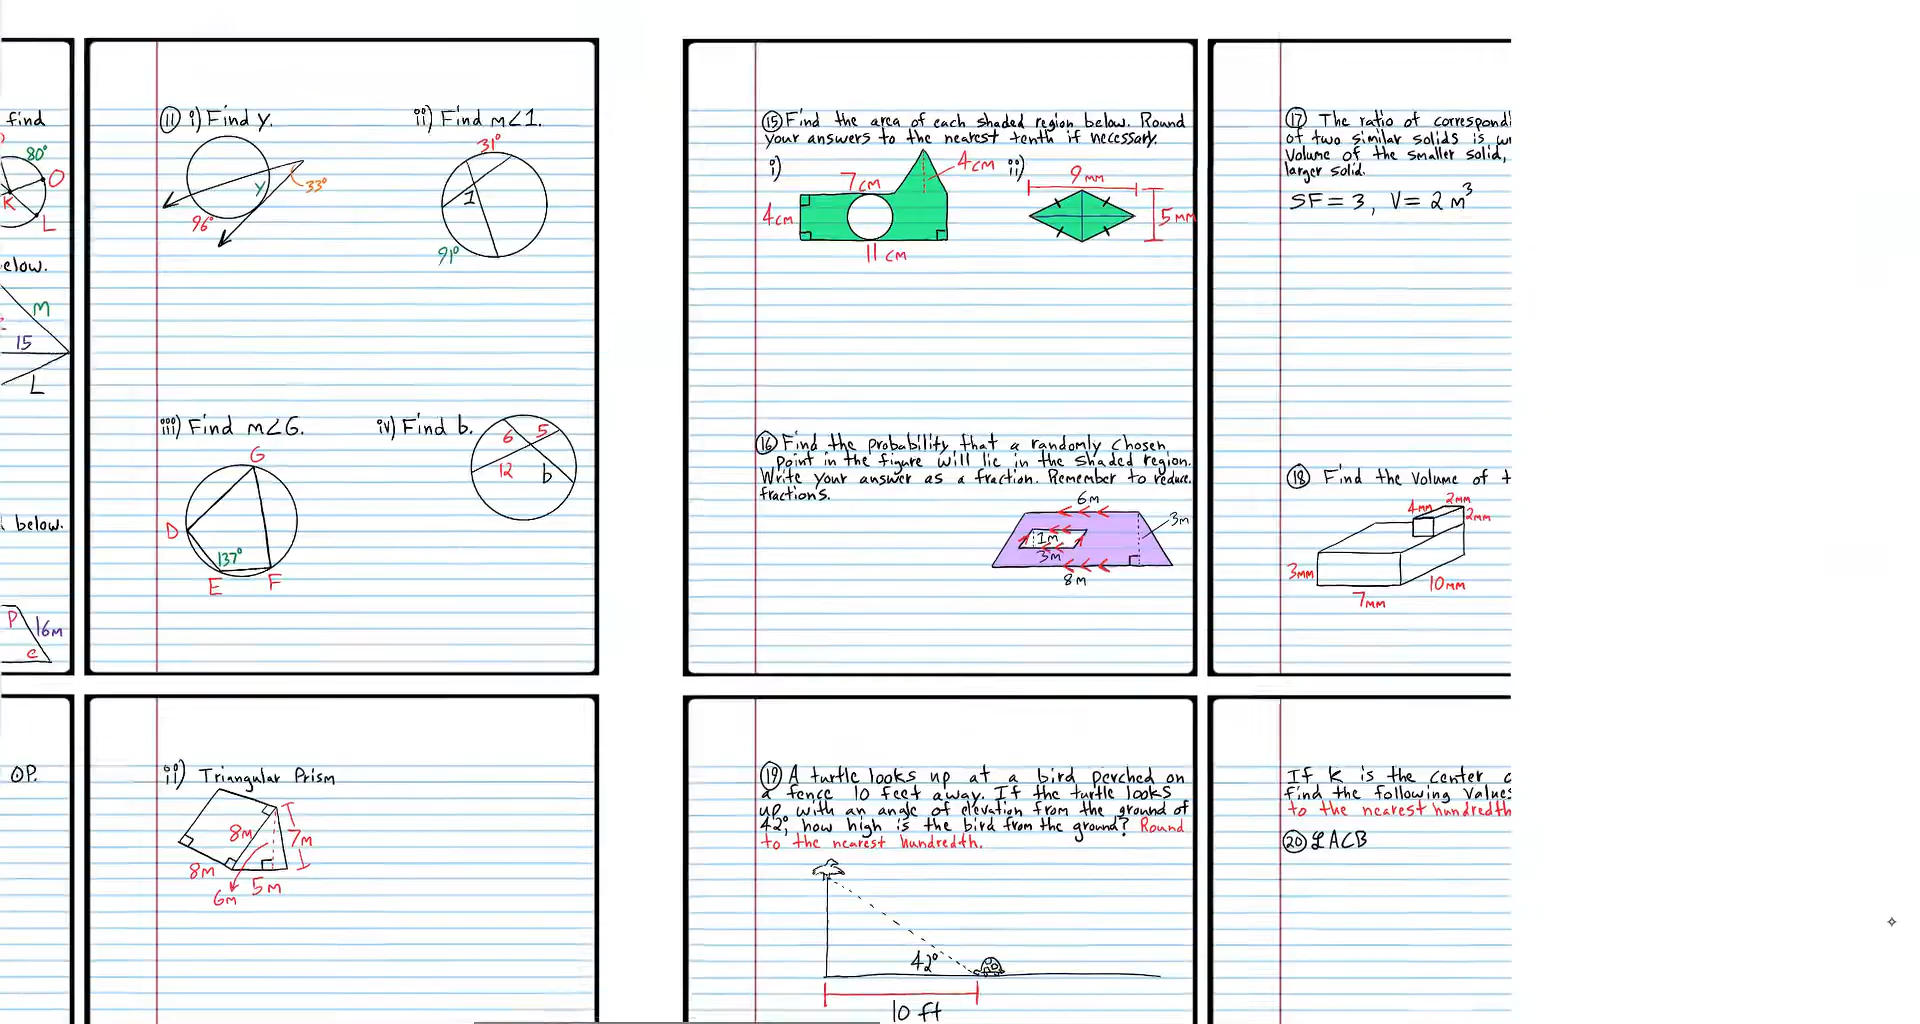 find
80°
O
K
L
elow.
M
15
L
below.
P
16m
e
⑪ i) Find y.
ii) Find m∠1.
y
33°
96°
31°
1
91°
iii) Find m∠G.
iv) Find b.
G
D
137°
E
F
6
5
12
b
⑮ Find the area of each shaded region below. Round
your answers to the nearest tenth if necessary.
i)
7cm
4cm
4cm
11cm
ii)
9mm
5mm
⑯ Find the probability that a randomly chosen
point in the figure will lie in the shaded region.
Write your answer as a fraction. Remember to reduce
fractions.
6m
3m
1m
3m
8m
⑰ The ratio of correspondi
of two similar solids is
Volume of the smaller solid,
larger solid.
SF = 3, V = 2m³
⑱ Find the volume of t
2mm
4mm
2mm
3mm
10mm
7mm
OP.
ii) Triangular Prism
8m
7m
8m
5m
6m
⑲ A turtle looks up at a bird perched on
a fence 10 feet away. If the turtle looks
up with an angle of elevation from the ground of
42°, how high is the bird from the ground? Round
to the nearest hundredth.
42°
10 ft
If K is the center
find the following values
to the nearest hundredth
⑳ LACB